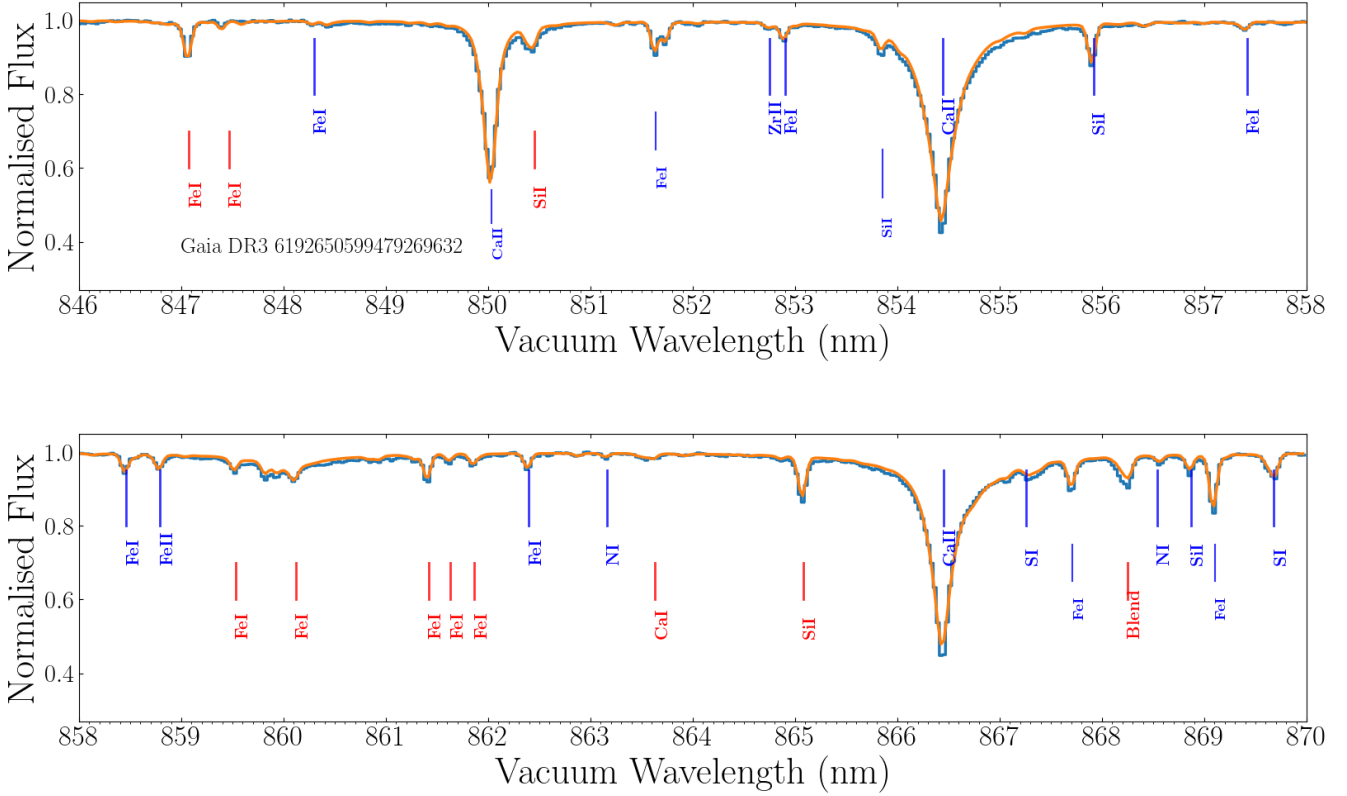 Normalised Flux
1.0
0.8
0.6
0.4
FeI
FeI
FeI
CaII
SiI
FeI
ZrII
FeI
SiI
CaII
SiI
FeI
Gaia DR3 6192650599479269632
846 847 848 849 850 851 852 853 854 855 856 857 858
Vacuum Wavelength (nm)
Normalised Flux
1.0
0.8
0.6
0.4
FeI
FeII
FeI
FeI
FeI
FeI
FeI
FeI
NI
CaI
SiI
CaII
SI
FeI
Blend
NI
SiI
FeI
SI
858 859 860 861 862 863 864 865 866 867 868 869 870
Vacuum Wavelength (nm)